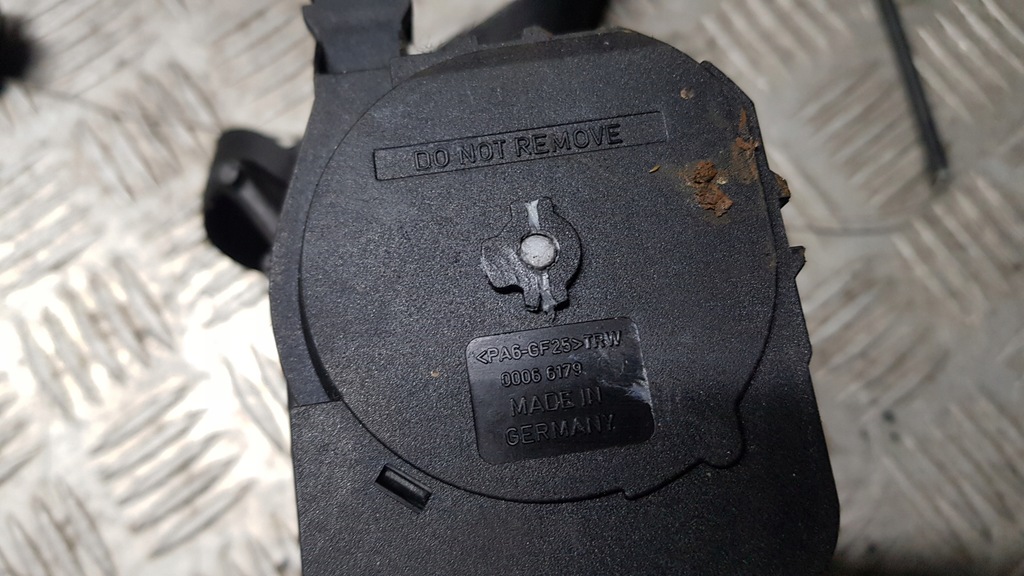 DO NOT REMOVE
<PA6-GF25>TRW
0006 6179
MADE IN
GERMANY